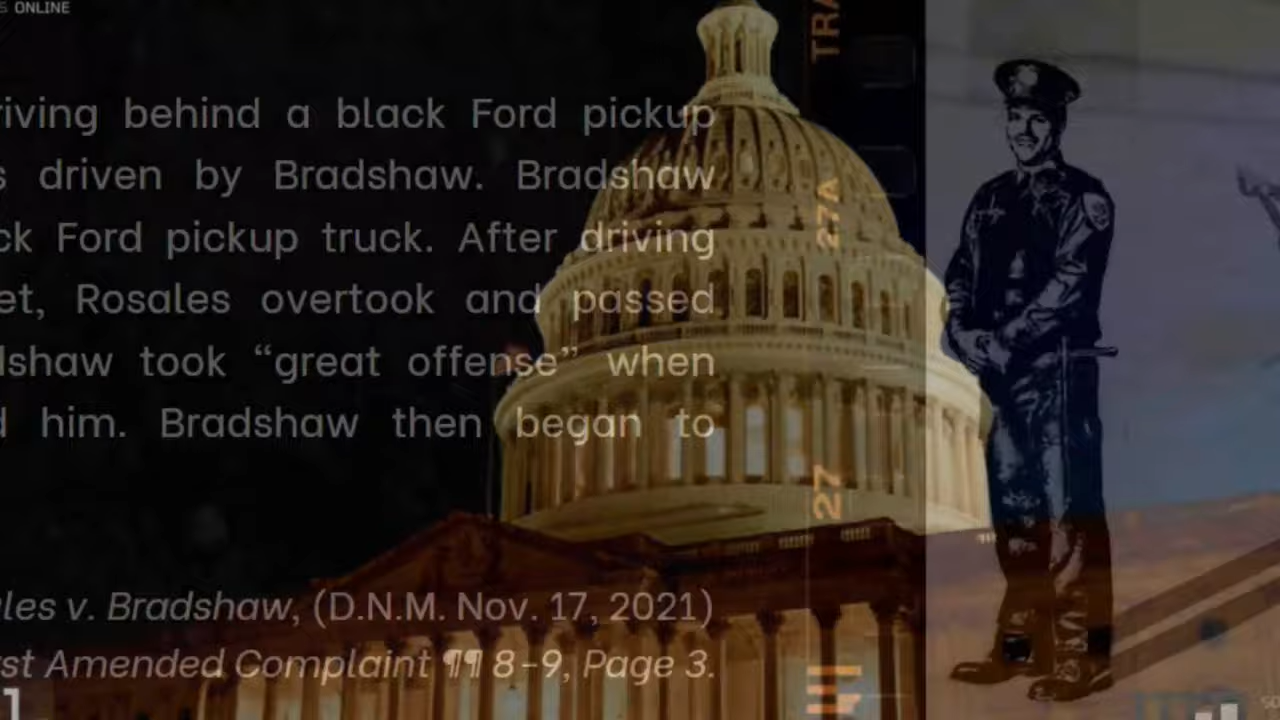 5 ONLINE
TRA
riving behind a black Ford pickup
s driven by Bradshaw. Bradshaw
27A
ck Ford pickup truck. After driving
et, Rosales overtook and passed
dshaw took “great offense” when
d him. Bradshaw then began to
27
les v. Bradshaw, (D.N.M. Nov. 17, 2021)
st Amended Complaint ¶¶ 8-9, Page 3.